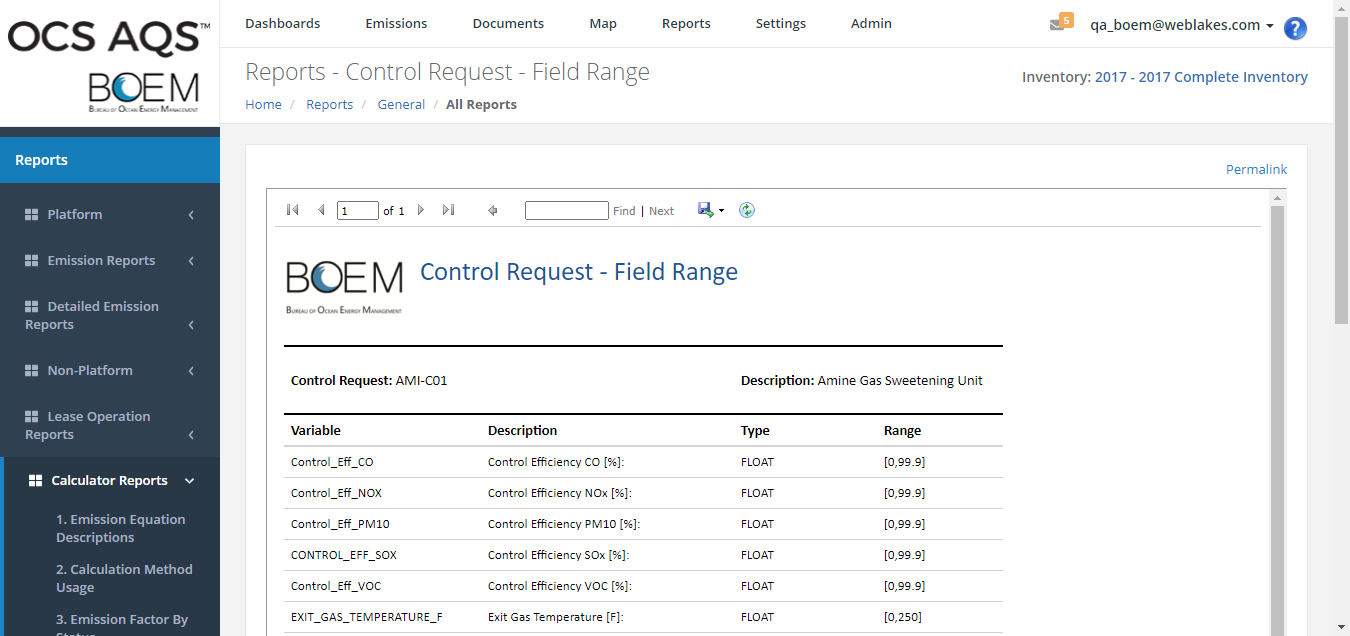 OCS AQS™
BOEM
BUREAU OF OCEAN ENERGY MANAGEMENT
Dashboards Emissions Documents Map Reports Settings Admin
5 qa_boem@weblakes.com ?
Reports - Control Request - Field Range
Inventory: 2017 - 2017 Complete Inventory
Home / Reports / General / All Reports
Reports
Platform
Emission Reports
Detailed Emission
Reports
Non-Platform
Lease Operation
Reports
Calculator Reports
1. Emission Equation
Descriptions
2. Calculation Method
Usage
3. Emission Factor By
Status
Permalink
1 of 1 Find | Next
BOEM
BUREAU OF OCEAN ENERGY MANAGEMENT
Control Request - Field Range
Control Request: AMI-C01 Description: Amine Gas Sweetening Unit
Variable Description Type Range
Control_Eff_CO Control Efficiency CO [%]: FLOAT [0,99.9]
Control_Eff_NOX Control Efficiency NOx [%]: FLOAT [0,99.9]
Control_Eff_PM10 Control Efficiency PM10 [%]: FLOAT [0,99.9]
CONTROL_EFF_SOX Control Efficiency SOx [%]: FLOAT [0,99.9]
Control_Eff_VOC Control Efficiency VOC [%]: FLOAT [0,99.9]
EXIT_GAS_TEMPERATURE_F Exit Gas Temperature [F]: FLOAT [0,250]